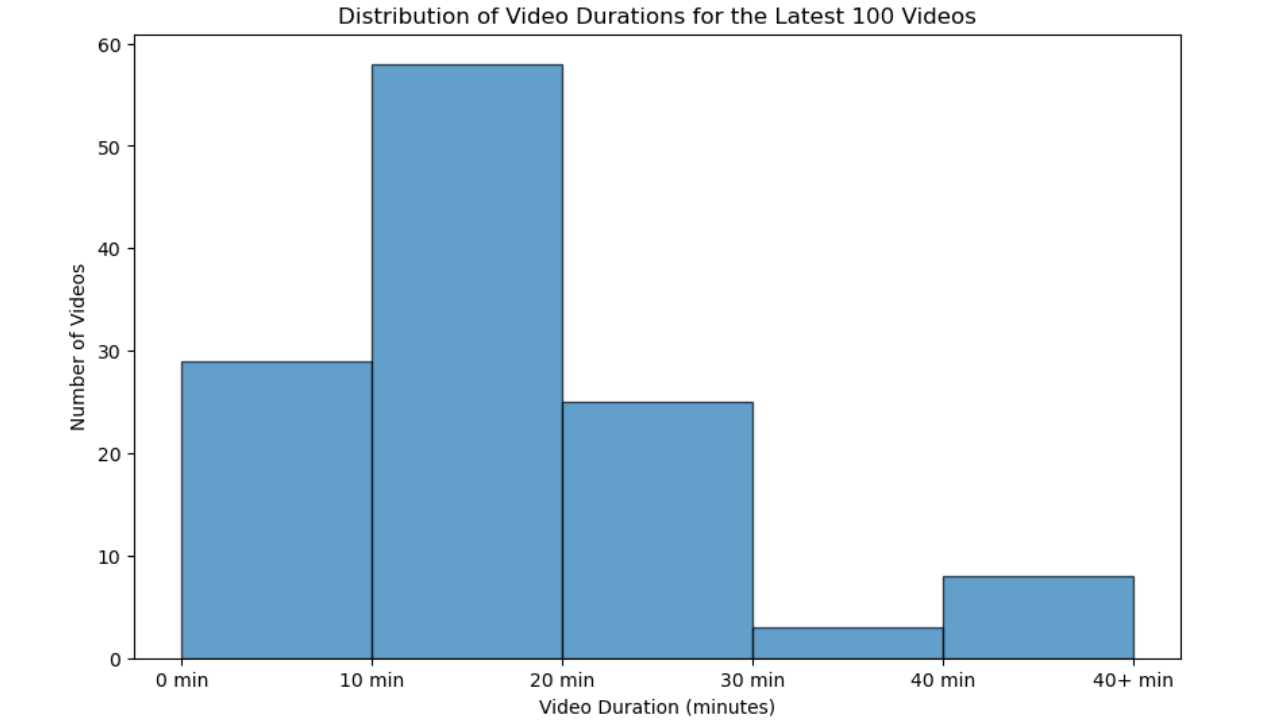 Distribution of Video Durations for the Latest 100 Videos
60
50
40
30
20
10
0
Number of Videos
0 min 10 min 20 min 30 min 40 min 40+ min
Video Duration (minutes)